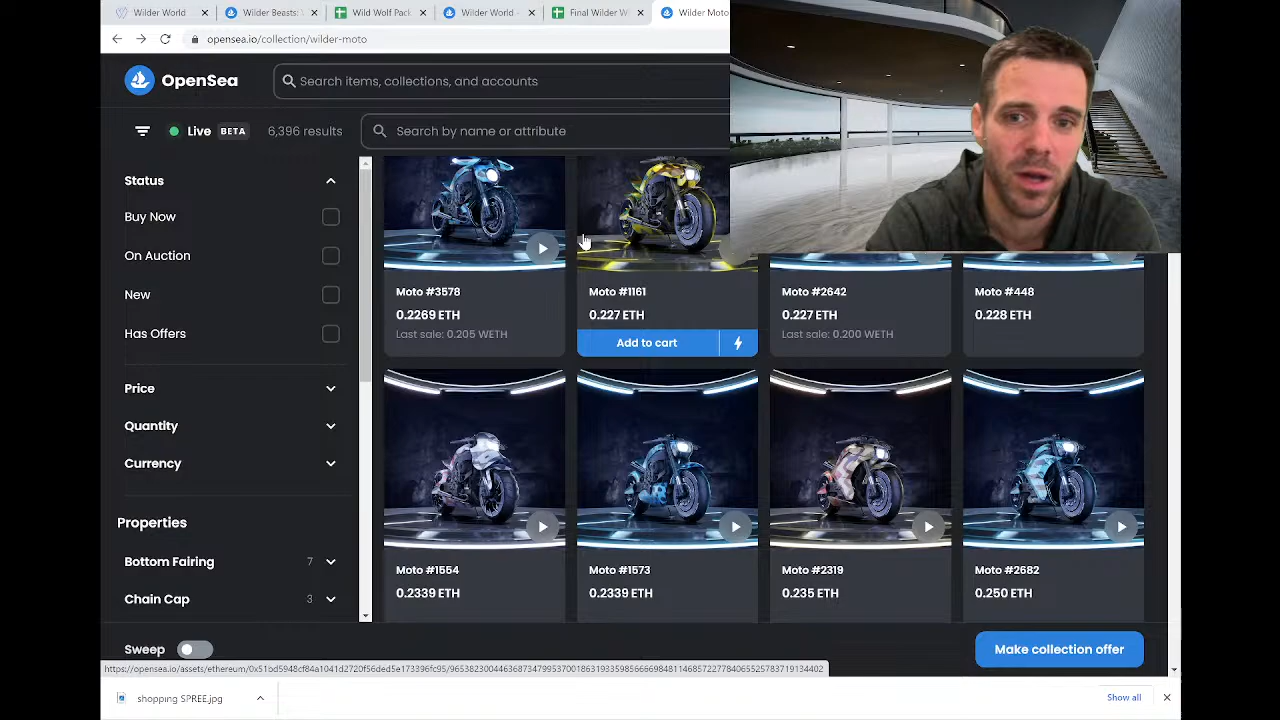 Wilder World
Wilder Beasts:
Wild Wolf Pac
Wilder World -
Final Wilder W
Wilder Moto
opensea.io/collection/wilder-moto
OpenSea
Search items, collections, and accounts
Live BETA 6,396 results
Search by name or attribute
Status
Buy Now
On Auction
New
Has Offers
Price
Quantity
Currency
Properties
Bottom Fairing 7
Chain Cap 3
Sweep
Moto #3578
0.2269 ETH
Last sale: 0.205 WETH
Moto #1161
0.227 ETH
Add to cart
Moto #2642
0.227 ETH
Last sale: 0.200 WETH
Moto #448
0.228 ETH
Moto #1554
0.2339 ETH
Moto #1573
0.2339 ETH
Moto #2319
0.235 ETH
Moto #2682
0.250 ETH
Make collection offer
shopping SPREE.jpg
Show all